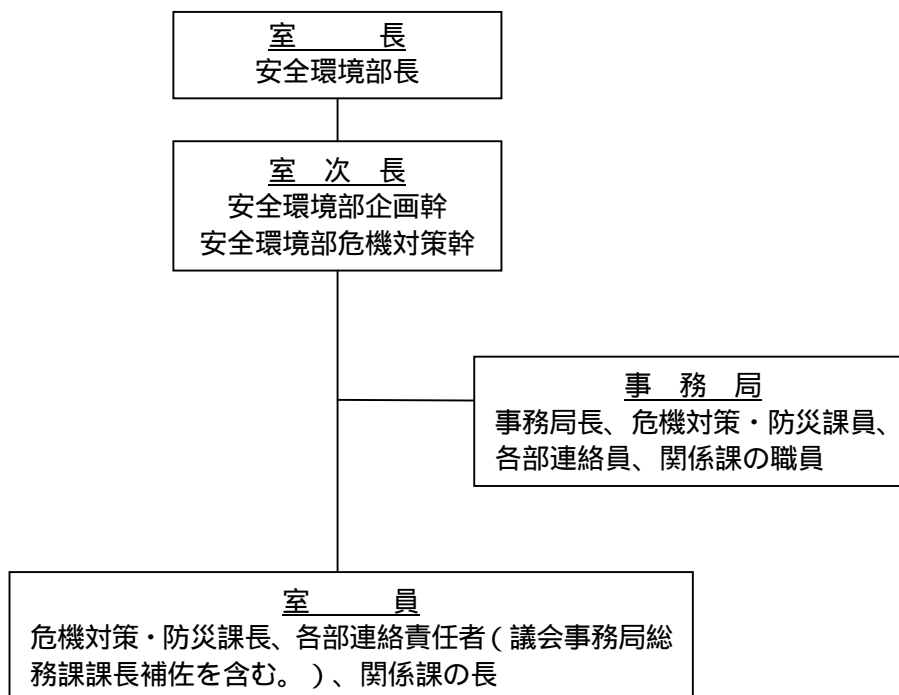 室　　　長
安全環境部長
室　次　長
安全環境部企画幹
安全環境部危機対策幹
事　務　局
事務局長、危機対策・防災課員、
各部連絡員、関係課の職員
室　　　員
危機対策・防災課長、各部連絡責任者（議会事務局総
務課課長補佐を含む。）、関係課の長